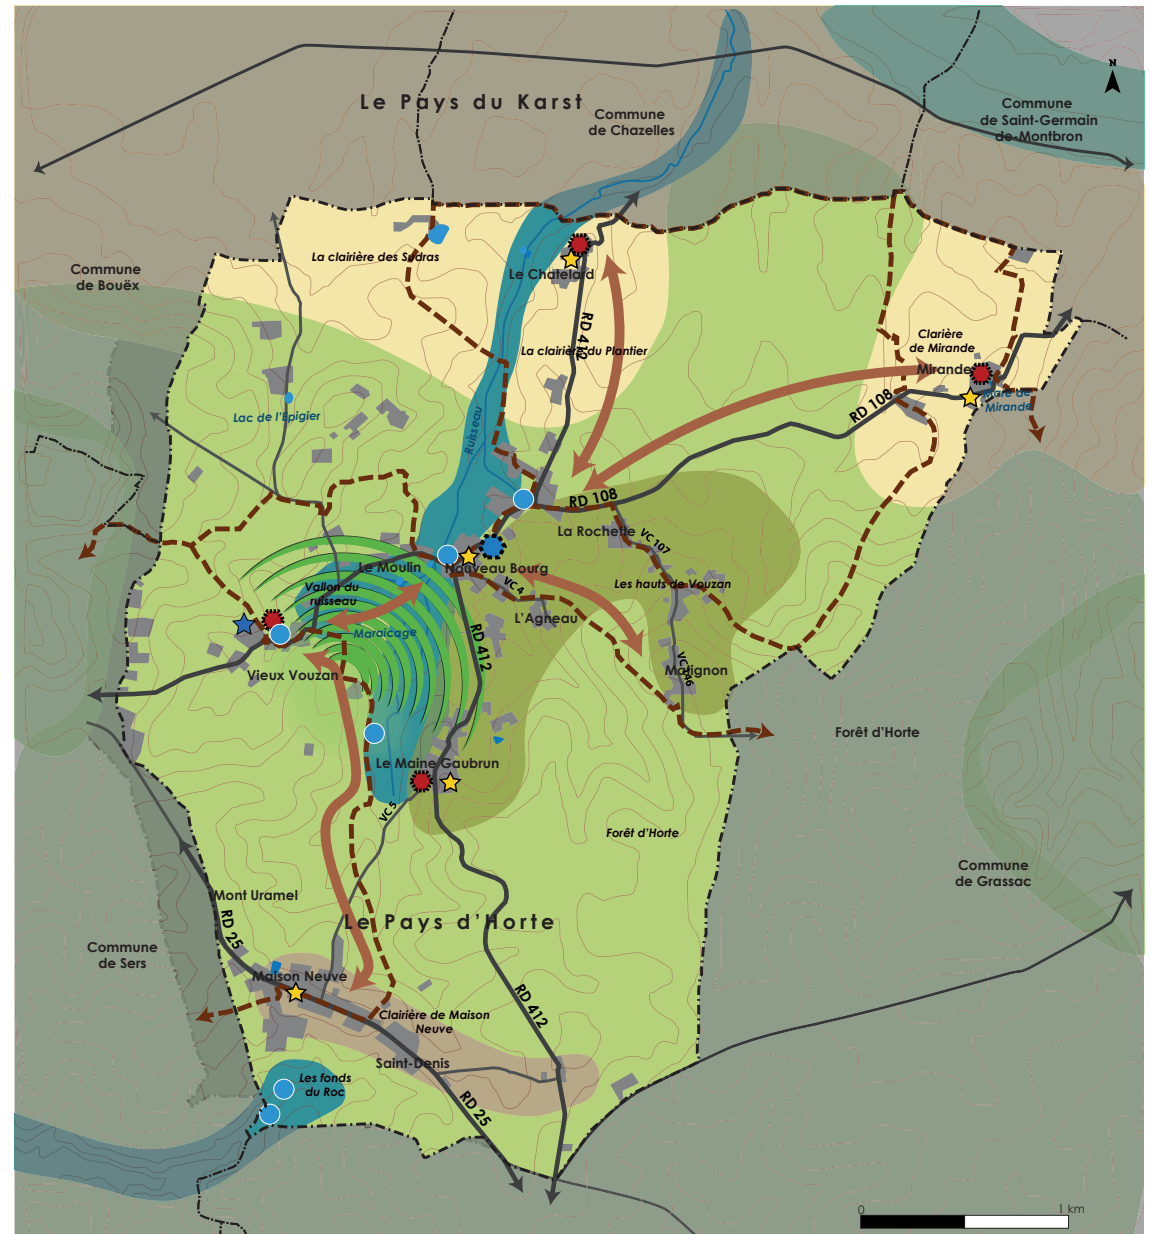 Le Pays du Karst
Commune
de Chazelles
Commune
de Saint-Germain
de-Montbron
N
La clairière des Sudras
Commune
de Bouëx
Le Chatelard
RD 412
La clairière du Plantier
Clarière
de Mirande
Mirande
Mare de
Mirande
RD 108
Lac de l'Epigier
Ruisseau
RD 108
La Rochette
VC 107
Le Moulin
Nouveau Bourg
VC 4
Les hauts de Vouzan
Vallon du
ruisseau
L'Agneau
Maraicage
RD 412
Vieux Vouzan
Matignon
Forêt d'Horte
Le Maine Gaubrun
VC 5
Forêt d'Horte
Commune
de Grassac
Mont Uramel
RD 25
Le Pays d'Horte
Commune
de Sers
Maison Neuve
RD 412
Clairière de Maison
Neuve
Saint-Denis
Les fonds
du Roc
RD 25
0
1 km